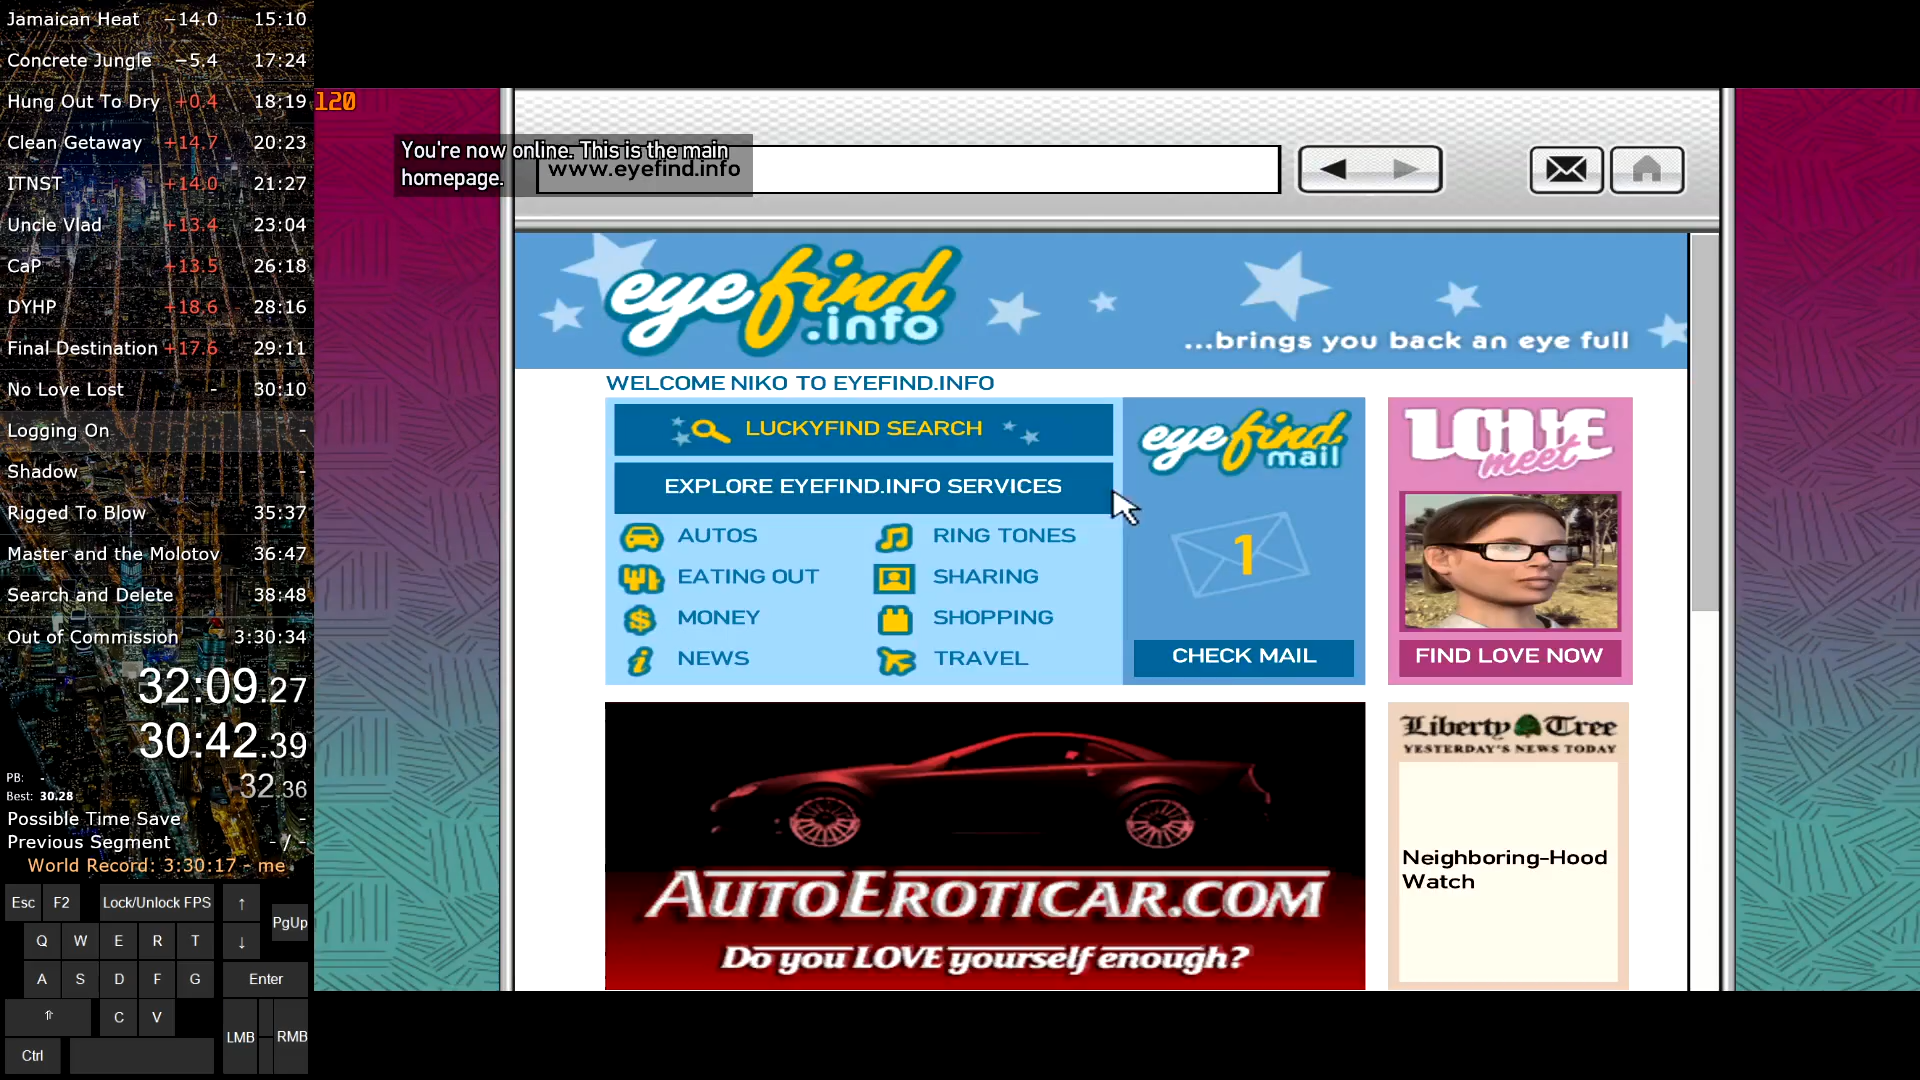 Jamaican Heat −14.0 15:10
Concrete Jungle −5.4 17:24
Hung Out To Dry +0.4 18:19
Clean Getaway +14.7 20:23
ITNST +14.0 21:27
Uncle Vlad +13.4 23:04
CaP +13.5 26:18
DYHP +18.6 28:16
Final Destination +17.6 29:11
No Love Lost - 30:10
Logging On -
Shadow -
Rigged To Blow 35:37
Master and the Molotov 36:47
Search and Delete 38:48
Out of Commission 3:30:34
32:09.27
30:42.39
PB: -
32.36
Best: 30.28
Possible Time Save -
Previous Segment - / -
World Record: 3:30:17 - me
Esc F2 Lock/Unlock FPS ↑ PgUp
Q W E R T ↓
A S D F G Enter
⇧ C V LMB RMB
Ctrl
120
You're now online. This is the main
homepage.
www.eyefind.info
eyefind
.info
...brings you back an eye full
WELCOME NIKO TO EYEFIND.INFO
LUCKYFIND SEARCH
EXPLORE EYEFIND.INFO SERVICES
AUTOS RING TONES
EATING OUT SHARING
MONEY SHOPPING
NEWS TRAVEL
eyefind
mail
1
CHECK MAIL
LOVE
meet
FIND LOVE NOW
AUTOEROTICAR.COM
Do you LOVE yourself enough?
Liberty Tree
YESTERDAY'S NEWS TODAY
Neighboring-Hood
Watch